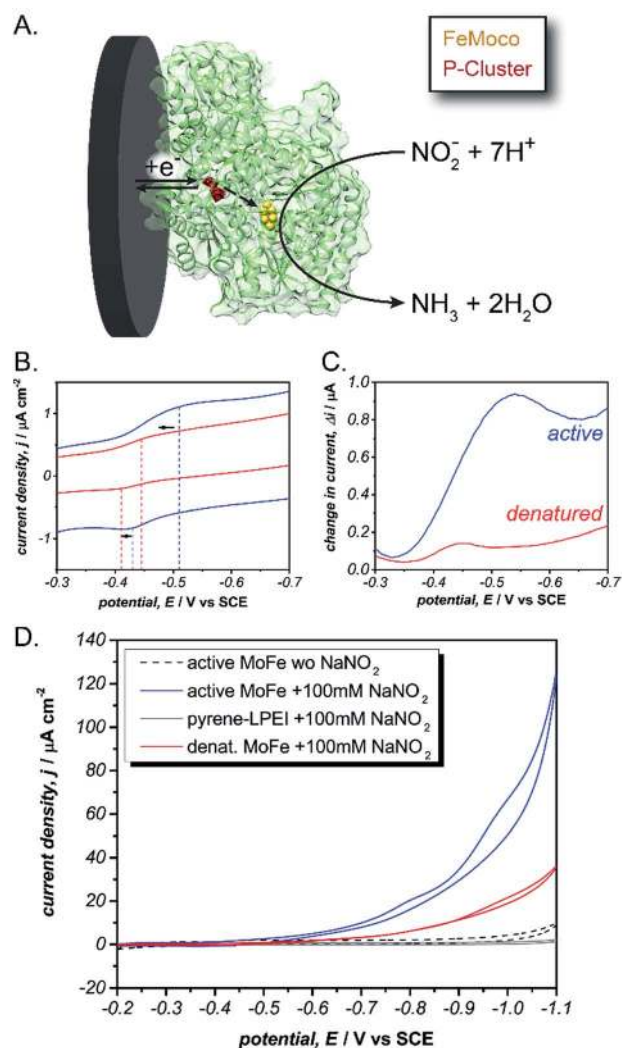 A.
FeMoco
P-Cluster
+e⁻
NO₂⁻ + 7H⁺
NH₃ + 2H₂O
B.
current density, j / µA cm⁻²
1
0
-1
-0.3 -0.4 -0.5 -0.6 -0.7
potential, E / V vs SCE
C.
change in current, Δi / µA
1.0
0.8
0.6
0.4
0.2
0.0
active
denatured
-0.3 -0.4 -0.5 -0.6 -0.7
potential, E / V vs SCE
D.
current density, j / µA cm⁻²
140
120
100
80
60
40
20
0
-20
active MoFe wo NaNO₂
active MoFe +100mM NaNO₂
pyrene-LPEI +100mM NaNO₂
denat. MoFe +100mM NaNO₂
-0.2 -0.3 -0.4 -0.5 -0.6 -0.7 -0.8 -0.9 -1.0 -1.1
potential, E / V vs SCE